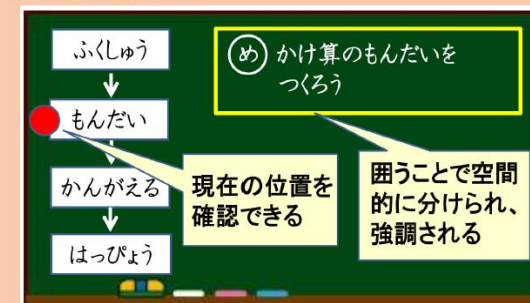 ふくしゅう
もんだい
かんがえる
はっぴょう
め かけ算のもんだいを
つくろう
現在の位置を
確認できる
囲うことで空間
的に分けられ、
強調される